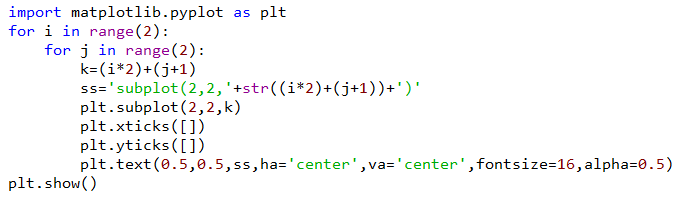 import matplotlib.pyplot as plt
for i in range(2):
    for j in range(2):
        k=(i*2)+(j+1)
        ss='subplot(2,2,'+str((i*2)+(j+1))+')'
        plt.subplot(2,2,k)
        plt.xticks([])
        plt.yticks([])
        plt.text(0.5,0.5,ss,ha='center',va='center',fontsize=16,alpha=0.5)
plt.show()